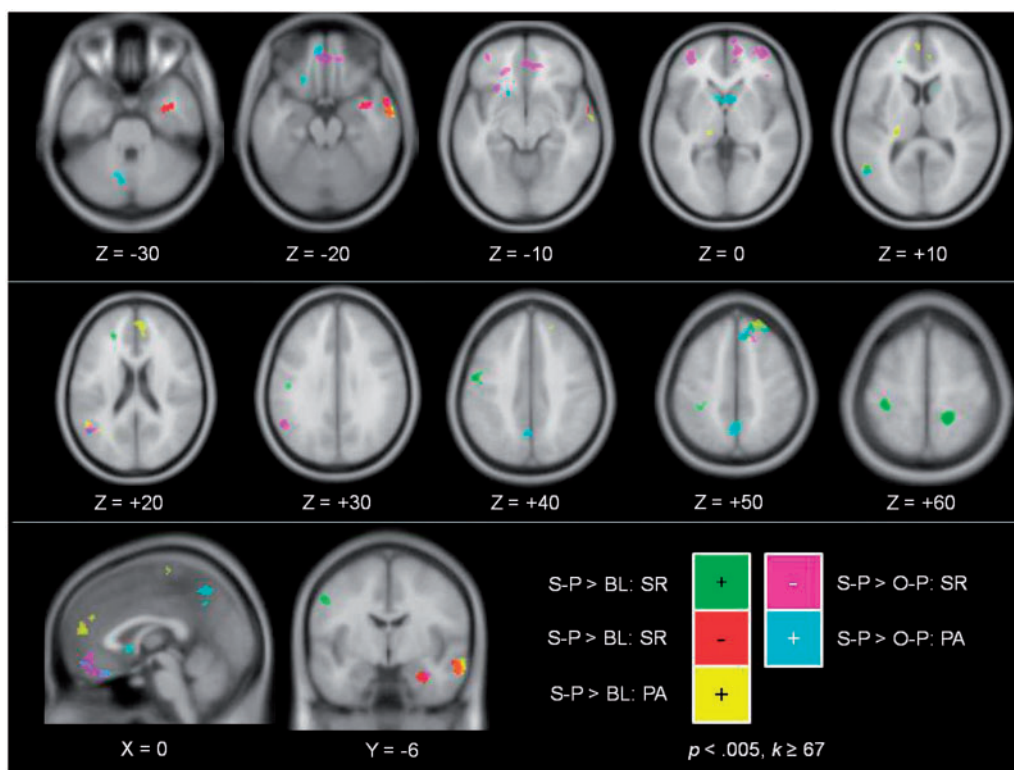 Z = -30
Z = -20
Z = -10
Z = 0
Z = +10
Z = +20
Z = +30
Z = +40
Z = +50
Z = +60
S-P > BL: SR + - S-P > O-P: SR
S-P > BL: SR - + S-P > O-P: PA
S-P > BL: PA +
X = 0
Y = -6
p < .005, k ≥ 67